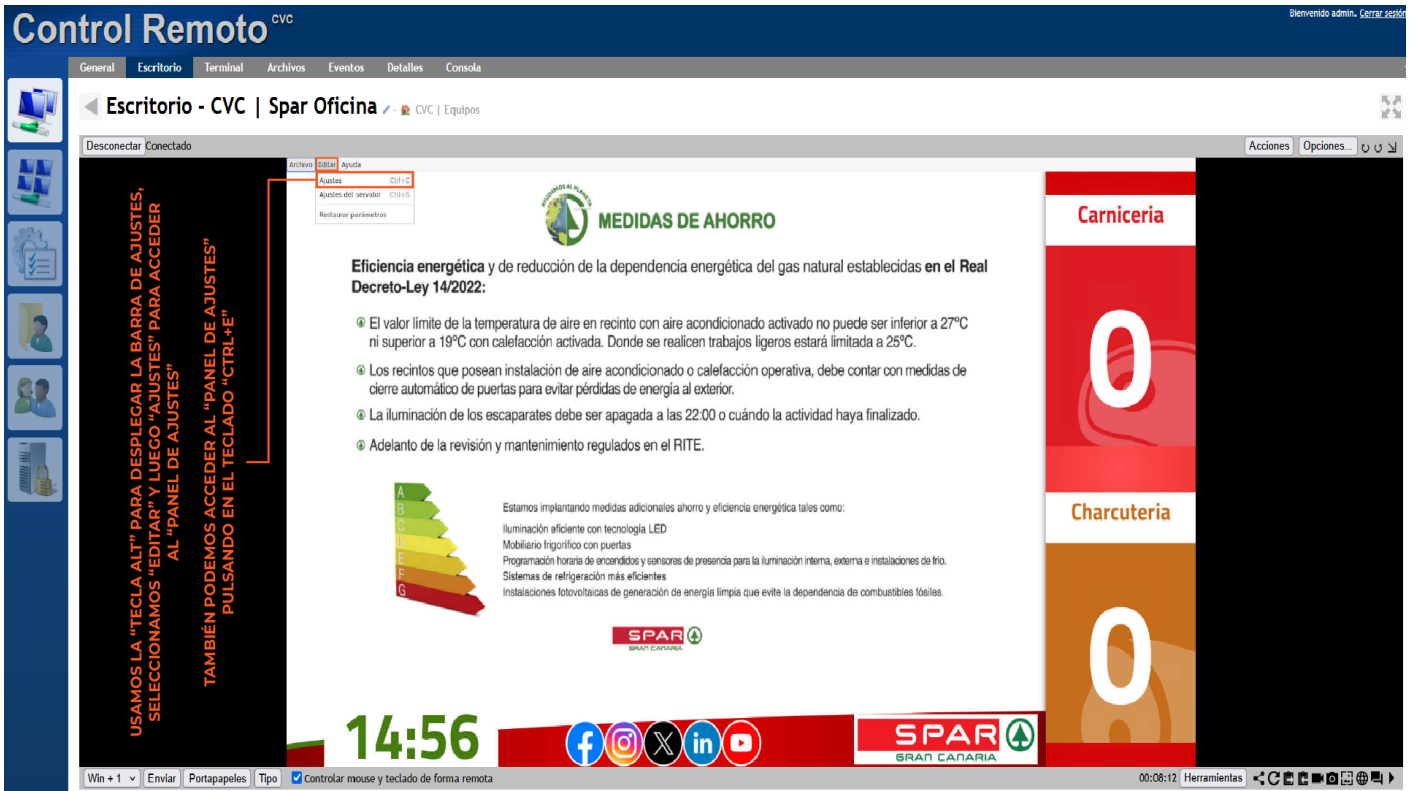 Control Remoto CVC
Bienvenido admin. Cerrar sesión
General Escritorio Terminal Archivos Eventos Detalles Consola
Escritorio - CVC | Spar Oficina - CVC | Equipos
Desconectar Conectado
Acciones Opciones...
Archivo Editar Ayuda
Ajustes Ctrl+E
Ajustes del servidor Ctrl+S
Restaurar parámetros
USAMOS LA "TECLA ALT" PARA DESPLEGAR LA BARRA DE AJUSTES,
SELECCIONAMOS "EDITAR" Y LUEGO "AJUSTES" PARA ACCEDER
AL "PANEL DE AJUSTES"
TAMBIÉN PODEMOS ACCEDER AL "PANEL DE AJUSTES"
PULSANDO EN EL TECLADO "CTRL+E"
AYUDAMOS AL PLANETA
MEDIDAS DE AHORRO
Eficiencia energética y de reducción de la dependencia energética del gas natural establecidas en el Real
Decreto-Ley 14/2022:
El valor límite de la temperatura de aire en recinto con aire acondicionado activado no puede ser inferior a 27ºC
ni superior a 19ºC con calefacción activada. Donde se realicen trabajos ligeros estará limitada a 25ºC.
Los recintos que posean instalación de aire acondicionado o calefacción operativa, debe contar con medidas de
cierre automático de puertas para evitar pérdidas de energía al exterior.
La iluminación de los escaparates debe ser apagada a las 22:00 o cuándo la actividad haya finalizado.
Adelanto de la revisión y mantenimiento regulados en el RITE.
A
B
C
D
E
F
G
Estamos implantando medidas adicionales ahorro y eficiencia energética tales como:
Iluminación eficiente con tecnología LED
Mobiliario frigorífico con puertas
Programación horaria de encendidos y sensores de presencia para la iluminación interna, externa e instalaciones de frío.
Sistemas de refrigeración más eficientes
Instalaciones fotovoltaicas de generación de energía limpia que evite la dependencia de combustibles fósiles.
SPAR
GRAN CANARIA
Carniceria
0
Charcuteria
0
14:56
SPAR
GRAN CANARIA
Win + 1 Enviar Portapapeles Tipo Controlar mouse y teclado de forma remota
00:08:12 Herramientas